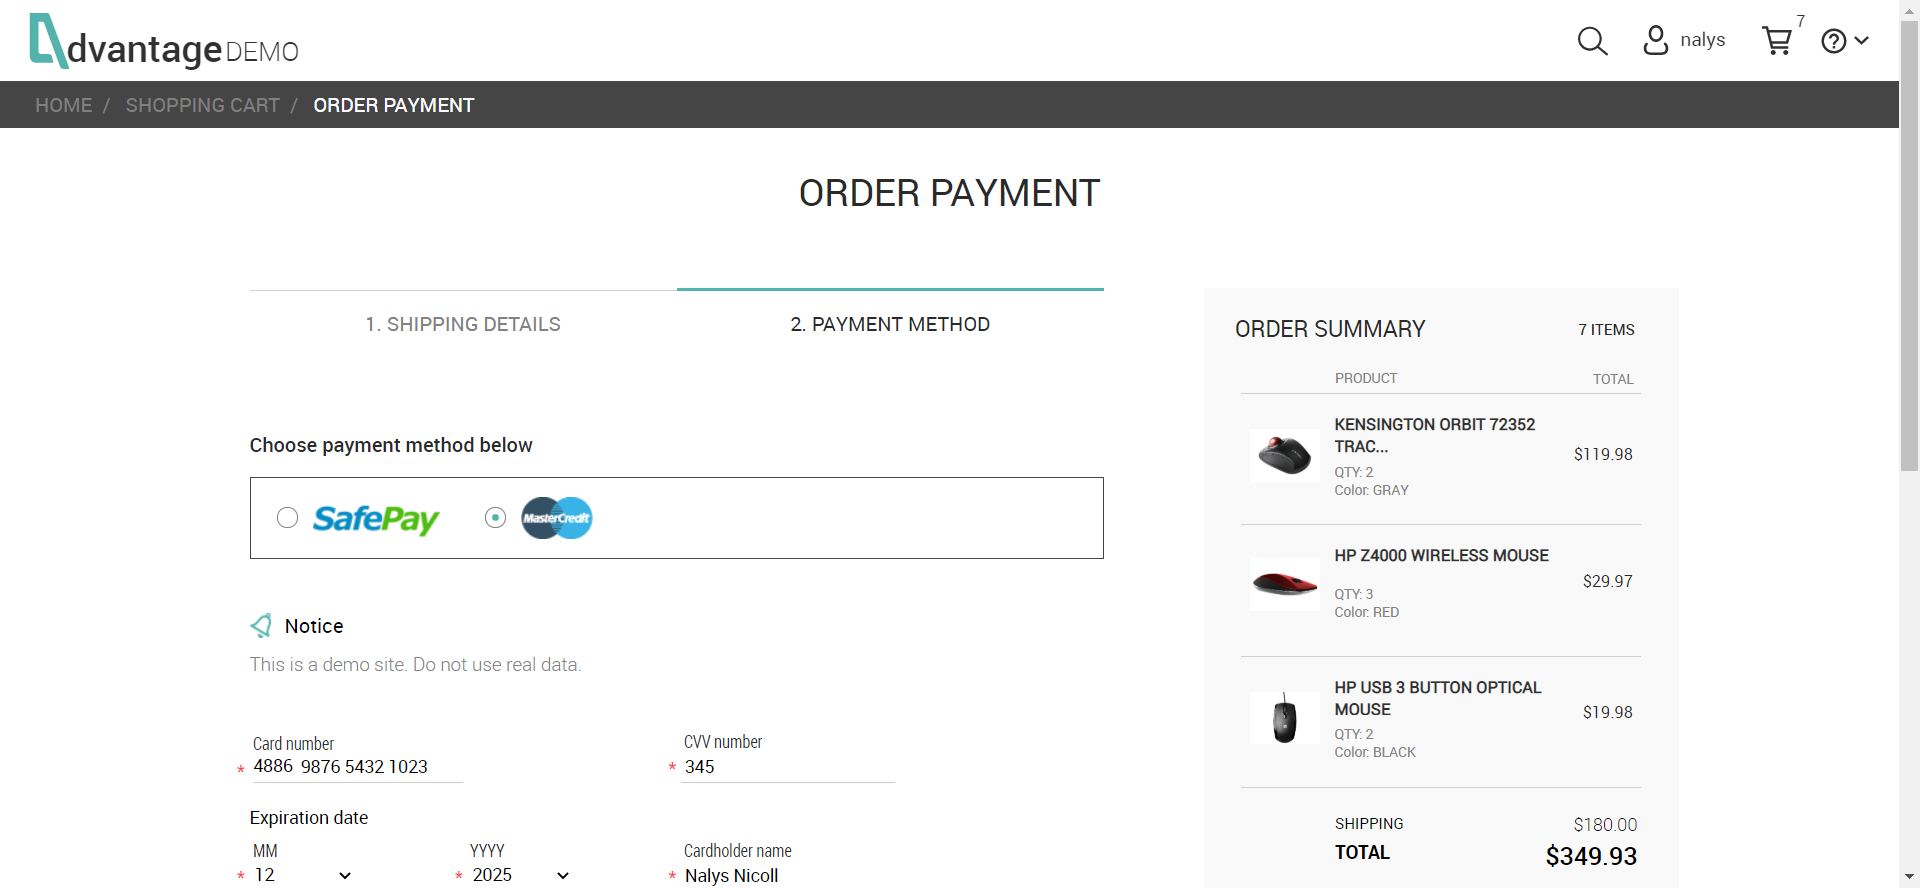 dvantage DEMO
nalys
7
HOME / SHOPPING CART / ORDER PAYMENT
ORDER PAYMENT
1. SHIPPING DETAILS
2. PAYMENT METHOD
Choose payment method below
SafePay
MasterCredit
Notice
This is a demo site. Do not use real data.
Card number
* 4886 9876 5432 1023
CVV number
* 345
Expiration date
MM
* 12
YYYY
* 2025
Cardholder name
* Nalys Nicoll
ORDER SUMMARY
7 ITEMS
PRODUCT
TOTAL
KENSINGTON ORBIT 72352
TRAC...
QTY: 2
Color: GRAY
$119.98
HP Z4000 WIRELESS MOUSE
QTY: 3
Color: RED
$29.97
HP USB 3 BUTTON OPTICAL
MOUSE
QTY: 2
Color: BLACK
$19.98
SHIPPING
$180.00
TOTAL
$349.93